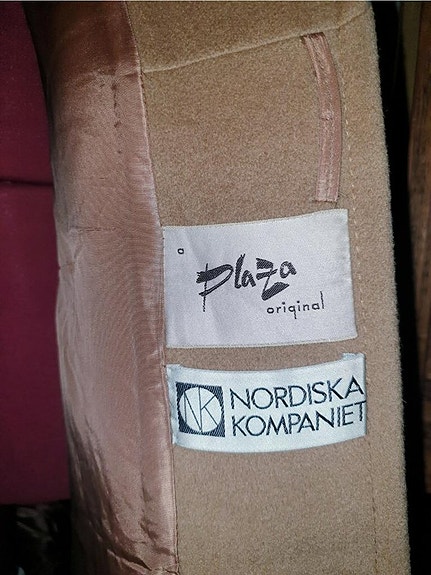 a
plaza
original
NK
NORDISKA
KOMPANIET